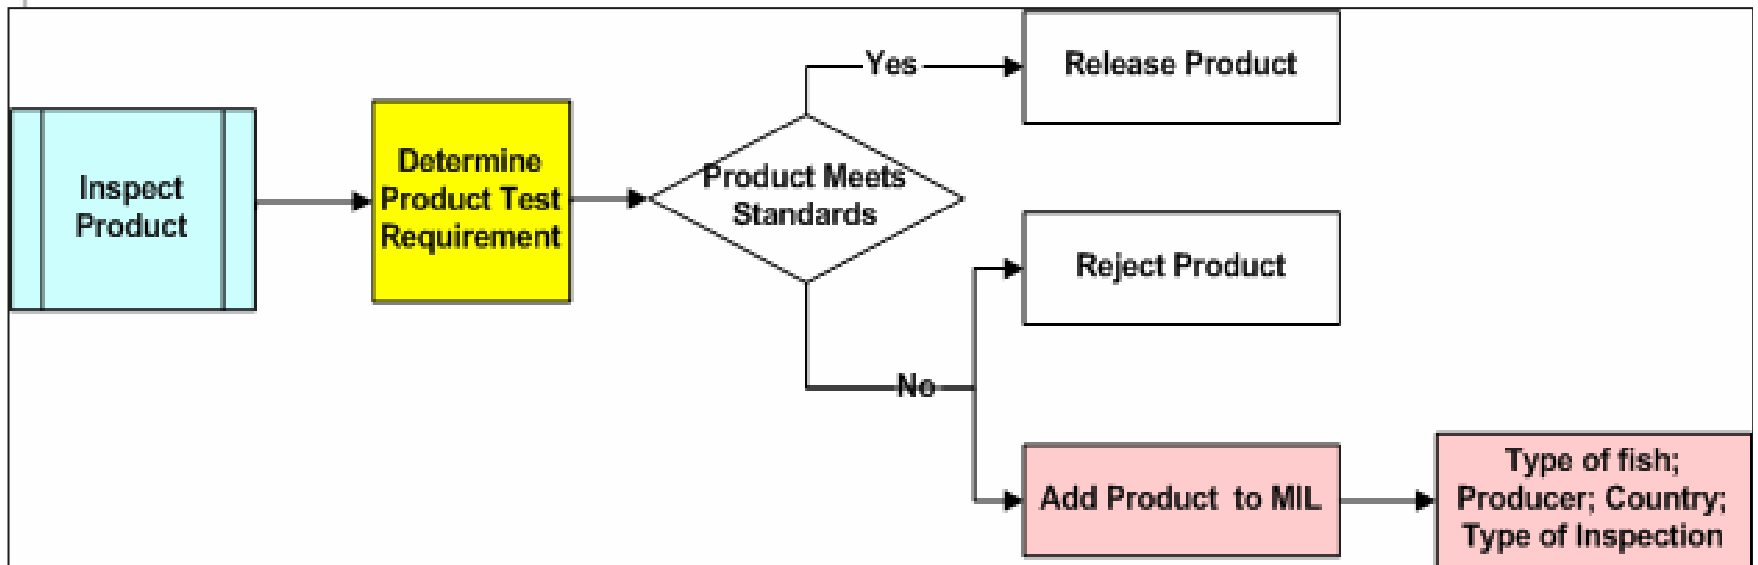 Inspect
Product
Determine
Product Test
Requirement
Product Meets
Standards
Yes
Release Product
Reject Product
No
Add Product to MIL
Type of fish;
Producer; Country;
Type of Inspection